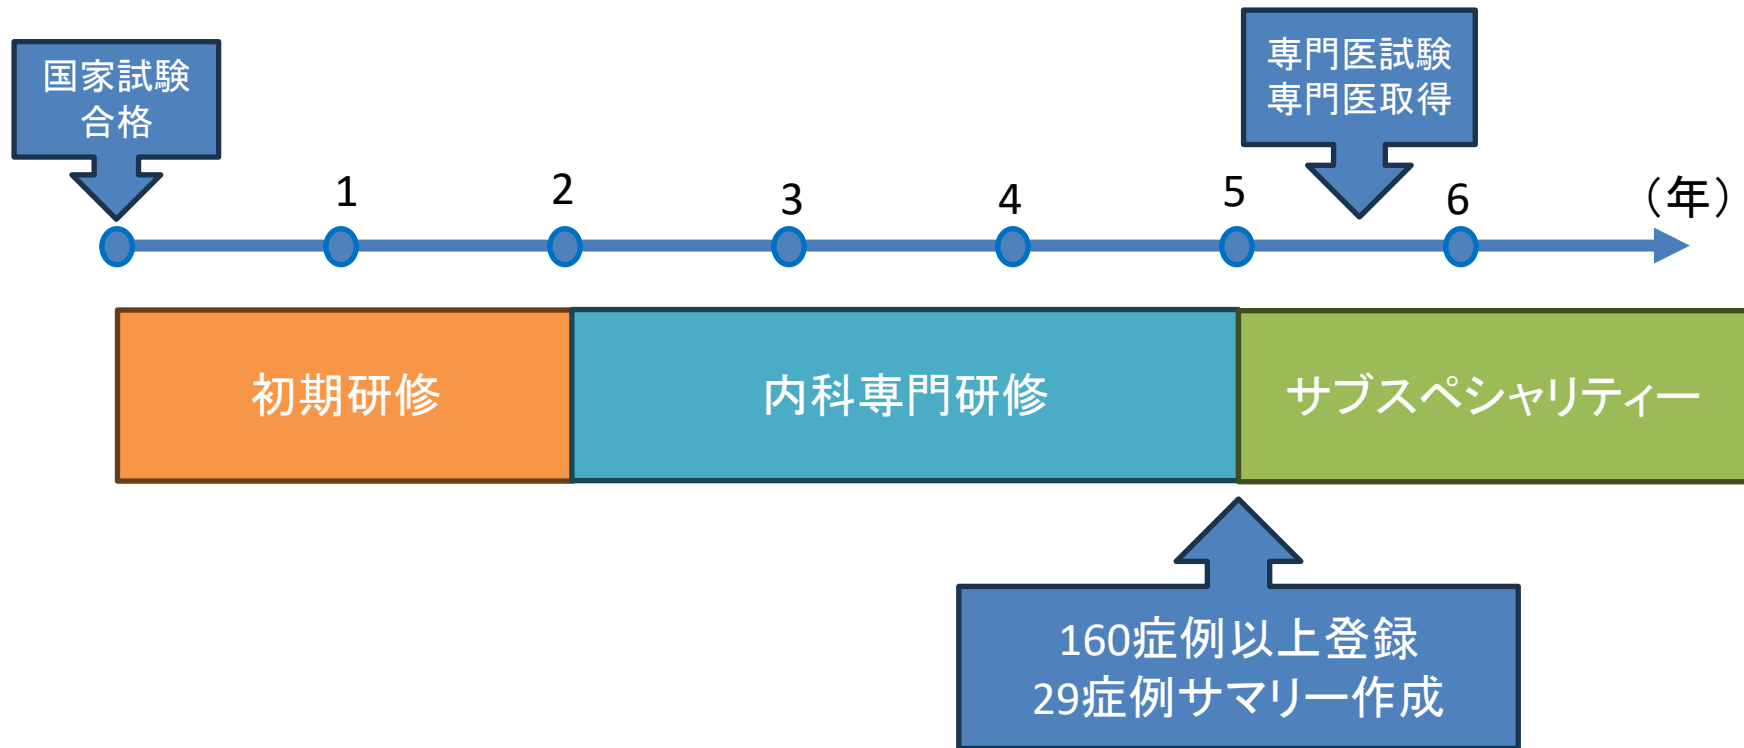 国家試験
合格
専門医試験
専門医取得
1
2
3
4
5
6
（年）
初期研修
内科専門研修
サブスペシャリティー
160症例以上登録
29症例サマリー作成